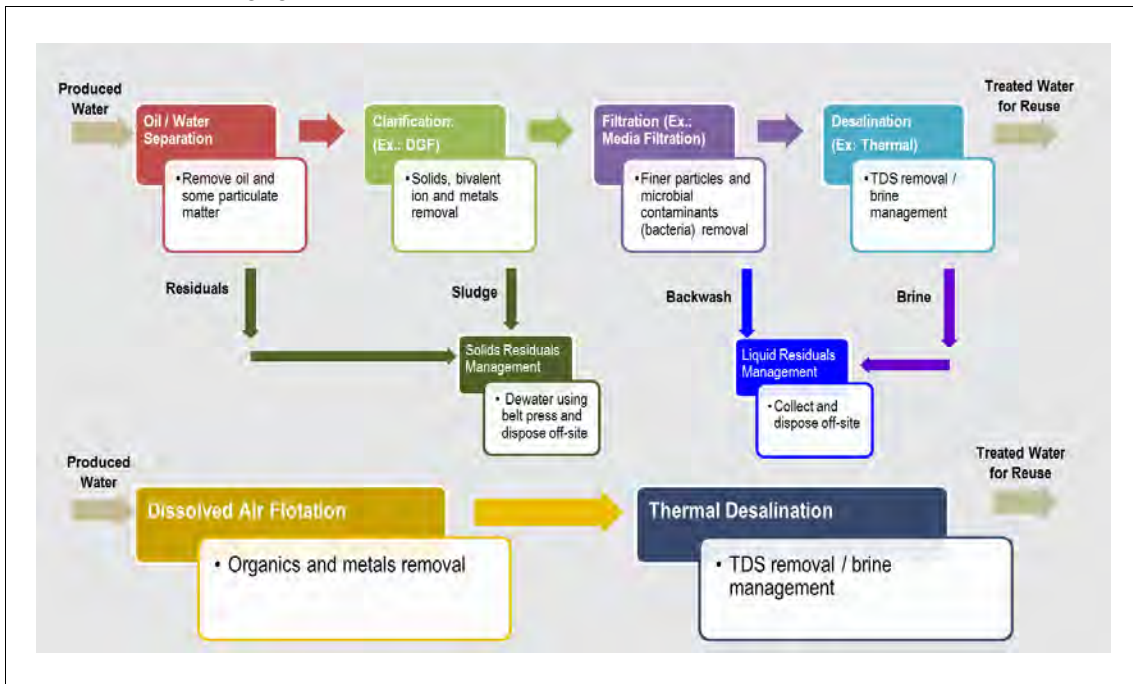 Produced
Water
Oil / Water
Separation
• Remove oil and
some particulate
matter
Clarification:
(Ex.: DGF)
• Solids, bivalent
ion and metals
removal
Filtration (Ex.:
Media Filtration)
• Finer particles and
microbial
contaminants
(bacteria) removal
Desalination
(Ex: Thermal)
• TDS removal /
brine
management
Treated Water
for Reuse
Residuals
Sludge
Backwash
Brine
Solids Residuals
Management
• Dewater using
belt press and
dispose off-site
Liquid Residuals
Management
• Collect and
dispose off-site
Produced
Water
Dissolved Air Flotation
• Organics and metals removal
Thermal Desalination
• TDS removal / brine
management
Treated Water
for Reuse